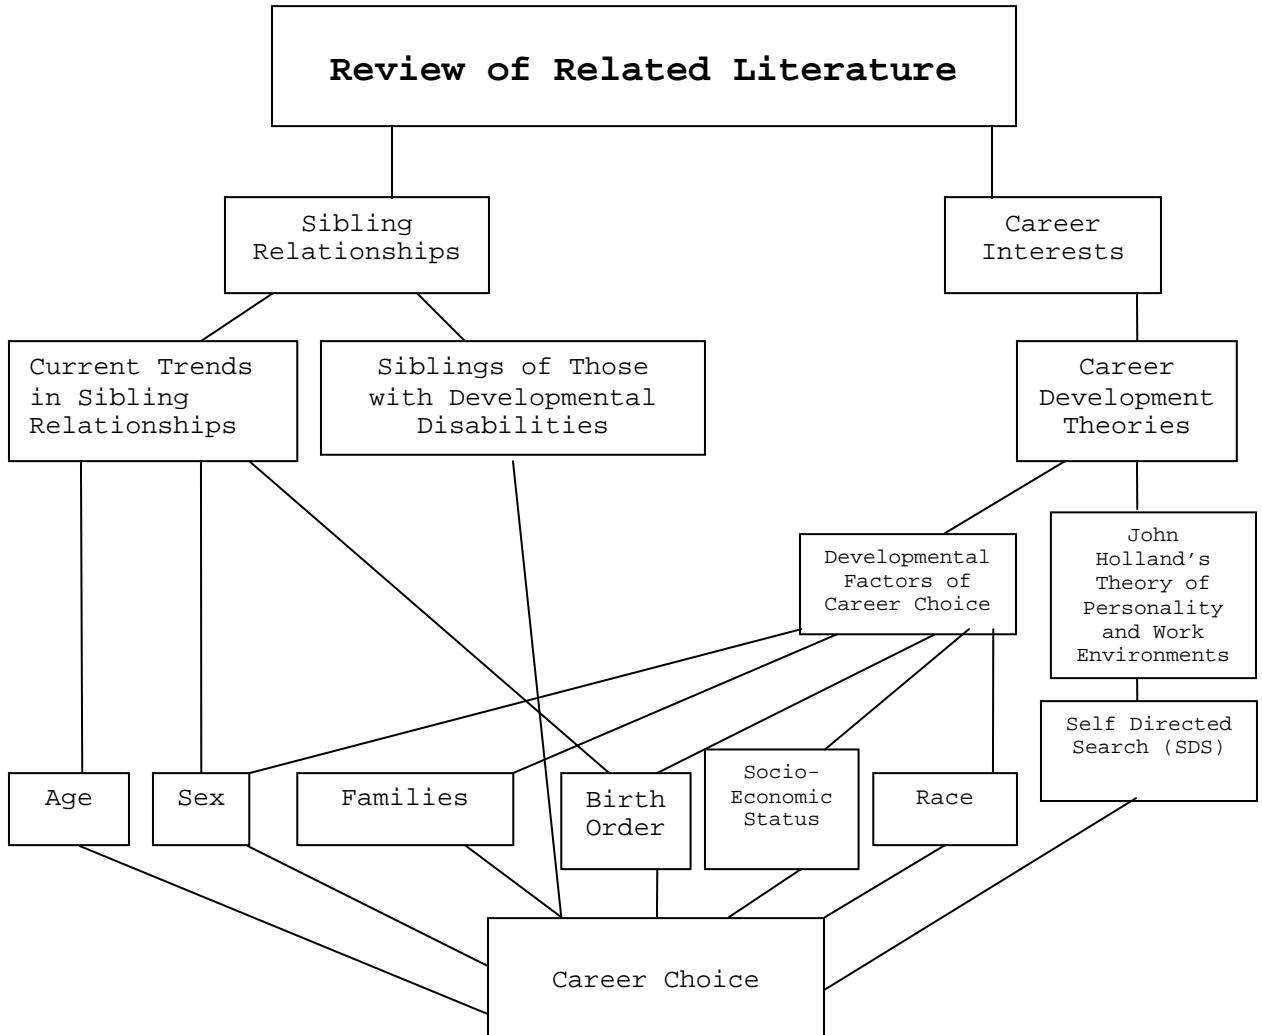 Review of Related Literature
Sibling
Relationships
Career
Interests
Current Trends
in Sibling
Relationships
Siblings of Those
with Developmental
Disabilities
Career
Development
Theories
Developmental
Factors of
Career Choice
John
Holland’s
Theory of
Personality
and Work
Environments
Self Directed
Search (SDS)
Age
Sex
Families
Birth
Order
Socio-
Economic
Status
Race
Career Choice